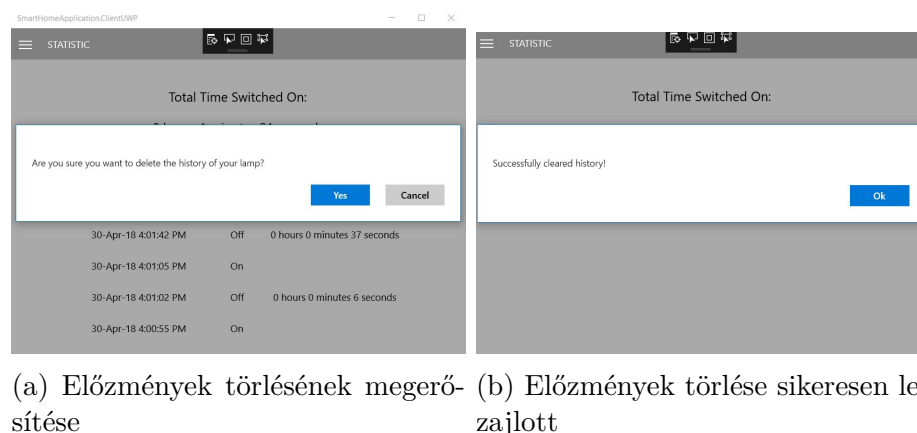 SmartHomeApplication.ClientUWP
STATISTIC
Total Time Switched On:
Are you sure you want to delete the history of your lamp?
Yes Cancel
30-Apr-18 4:01:42 PM Off 0 hours 0 minutes 37 seconds
30-Apr-18 4:01:05 PM On
30-Apr-18 4:01:02 PM Off 0 hours 0 minutes 6 seconds
30-Apr-18 4:00:55 PM On
(a) Előzmények törlésének megerő-
sítése
STATISTIC
Total Time Switched On:
Successfully cleared history!
Ok
(b) Előzmények törlése sikeresen le
zajlott